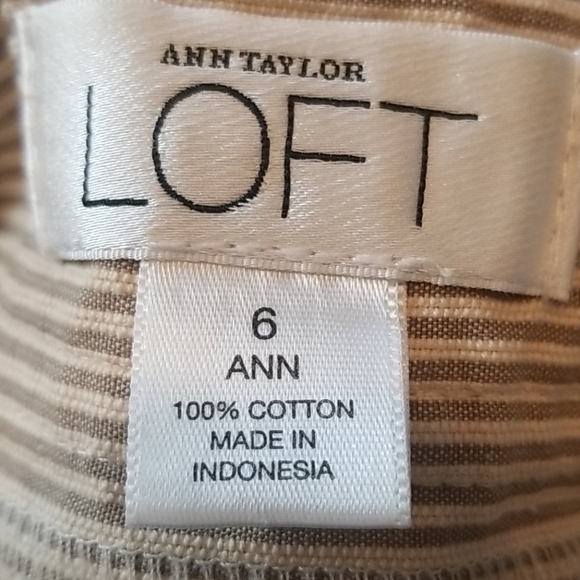 ANN TAYLOR
LOFT
6
ANN
100% COTTON
MADE IN
INDONESIA